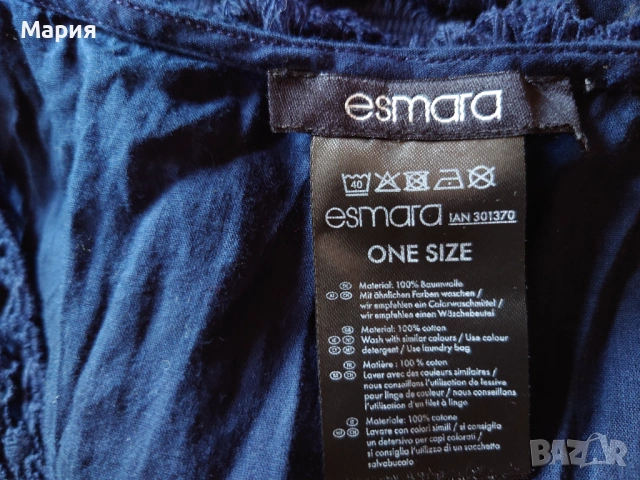 Мария
esmara
40
esmara IAN 301370
ONE SIZE
Material: 100% Baumwolle
Mit ähnlichen Farben waschen /
wir empfehlen ein Colorwaschmittel /
wir empfehlen einen Wäschebeutel
GB Material: 100% cotton
Wash with similar colours / Use colour
detergent / Use laundry bag
Matière : 100% coton
Laver avec des couleurs similaires /
nous conseillons l'utilisation de lessive
pour linge de couleur / nous conseillons
l'utilisation d'un filet à linge
Materiale: 100% cotone
Lavare con colori simili / si consiglia
un detersivo per capi colorati /
si consiglia l'uso di un sacchetto
salvabucato
BAZAR